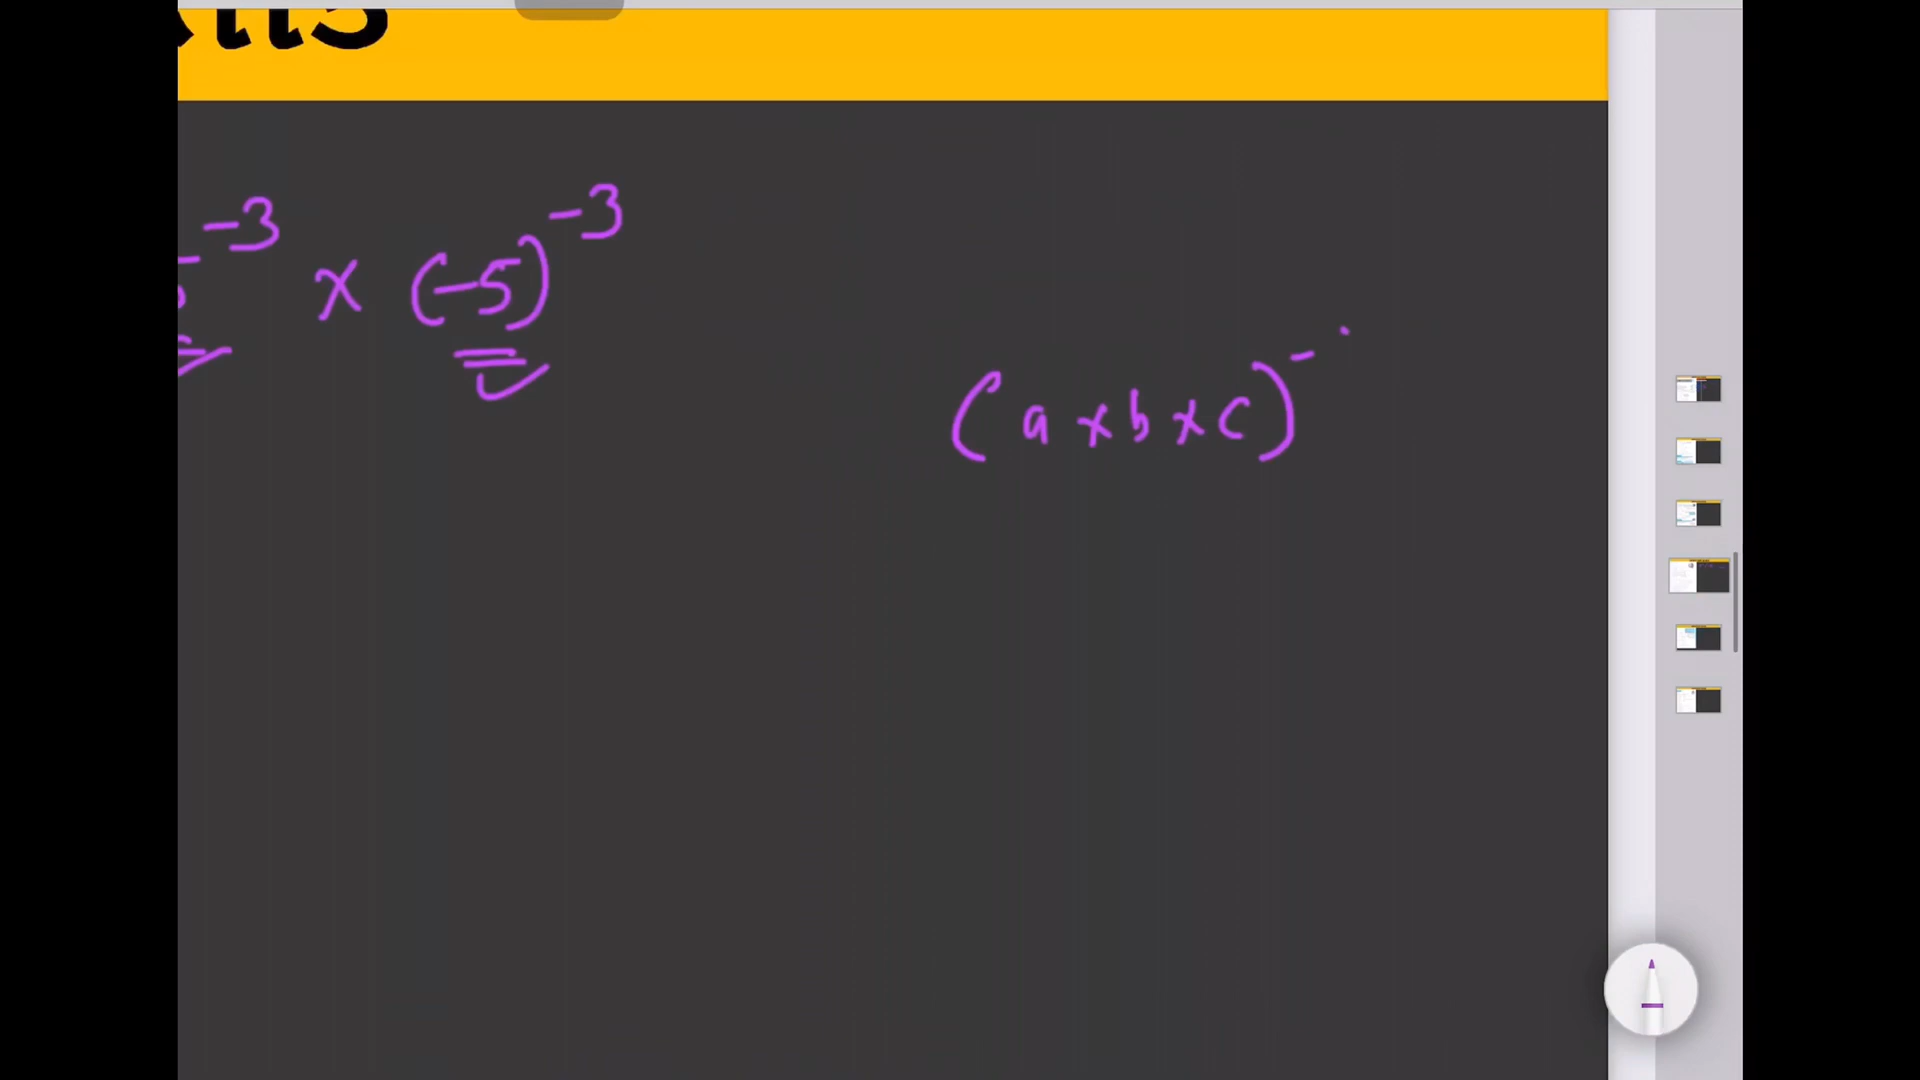 -3 × (-5)^-3
(a × b × c)^-